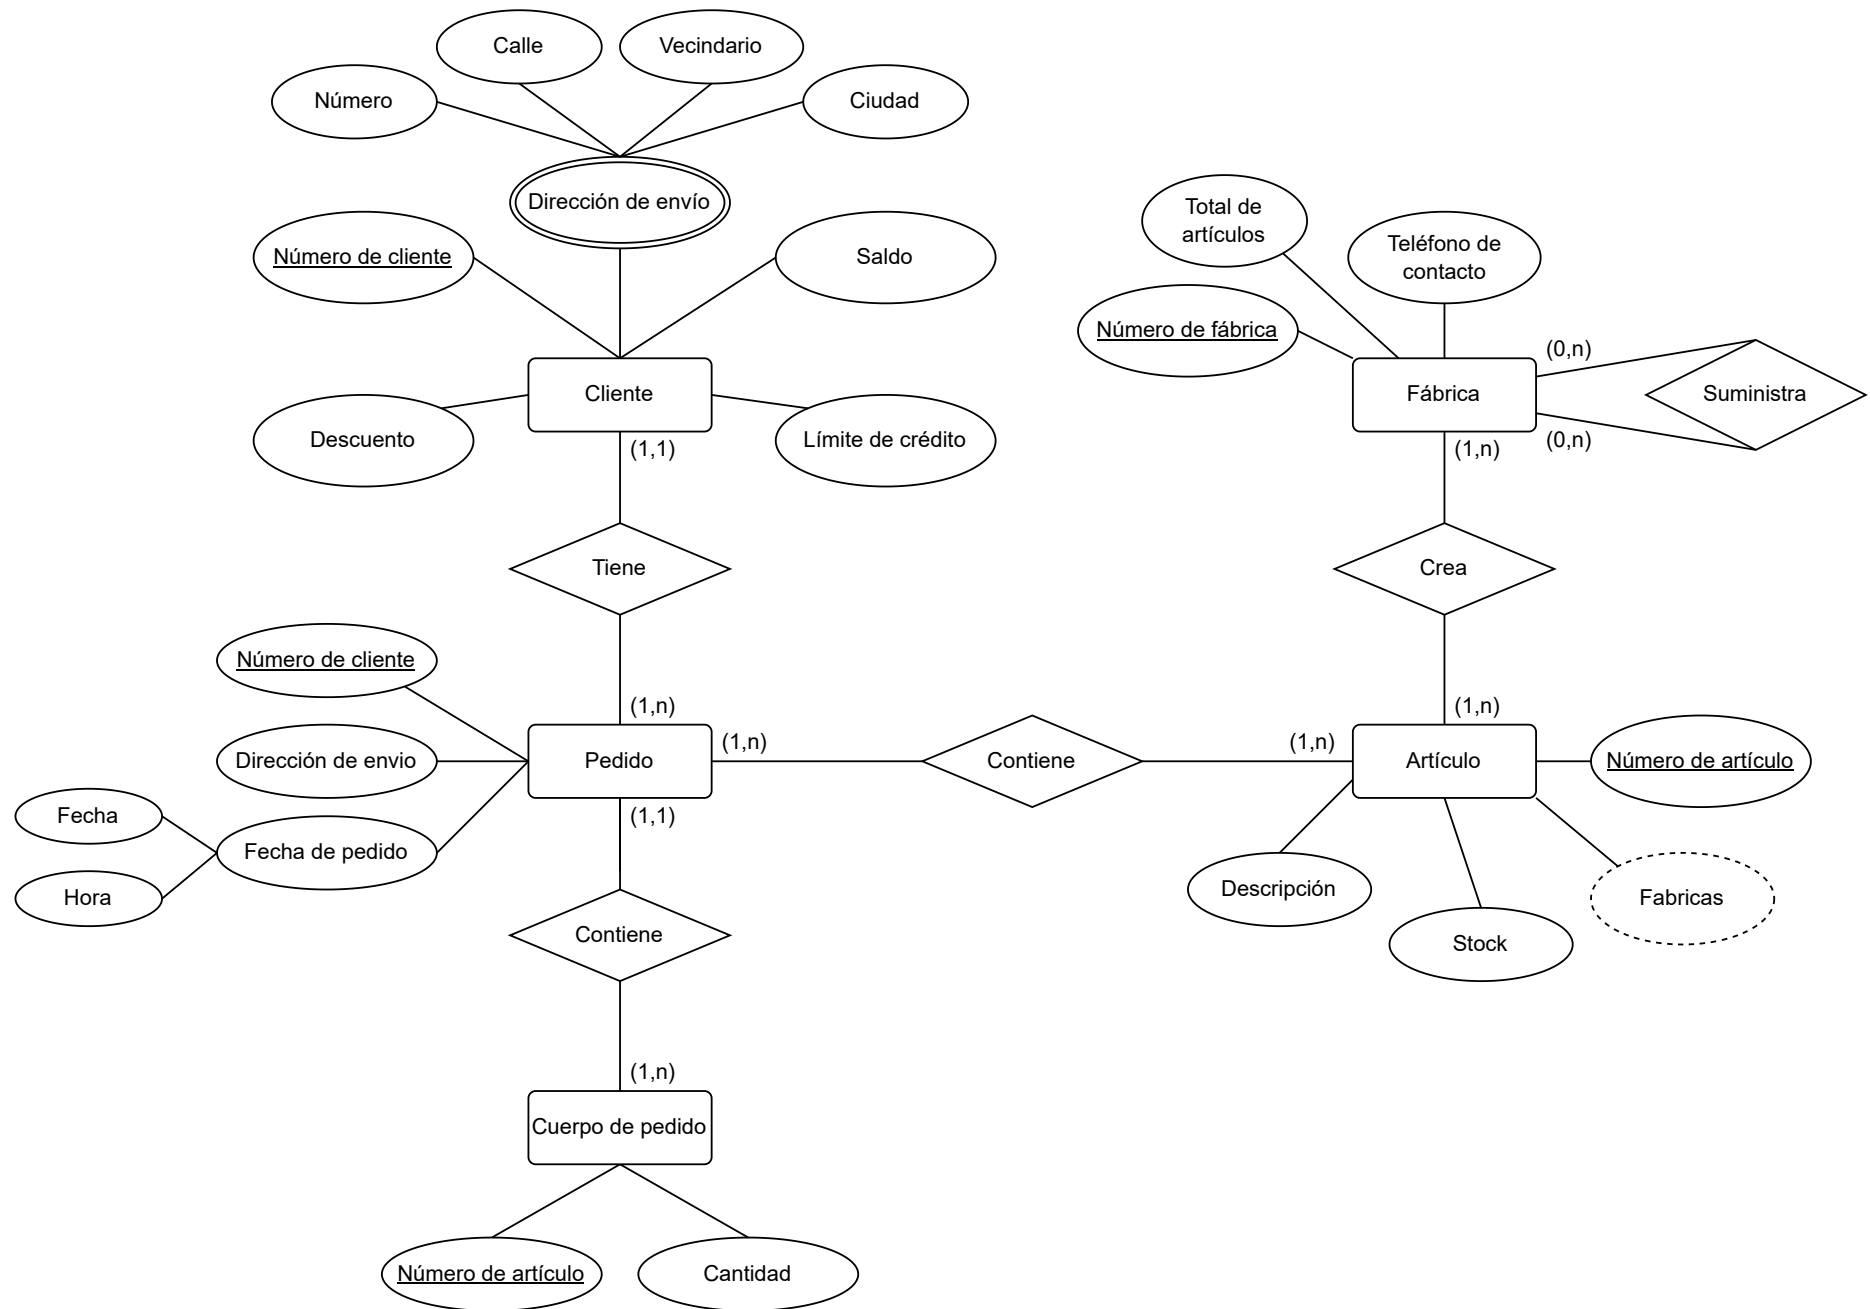 Calle
Vecindario
Número
Ciudad
Dirección de envío
Número de cliente
Saldo
Cliente
Descuento
Límite de crédito
(1,1)
Tiene
(1,n)
Número de cliente
Pedido
(1,n)
Dirección de envio
Fecha de pedido
Fecha
Hora
(1,1)
Contiene
(1,n)
Cuerpo de pedido
Número de artículo
Cantidad
Contiene
(1,n)
Total de
artículos
Teléfono de
contacto
Número de fábrica
Fábrica
(0,n)
Suministra
(0,n)
(1,n)
Crea
(1,n)
Artículo
Número de artículo
Descripción
Stock
Fabricas